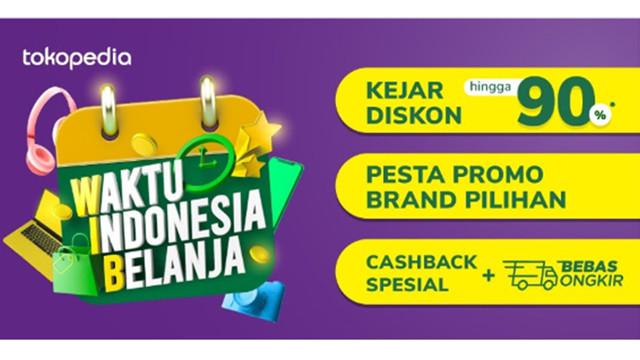 tokopedia
WAKTU
INDONESIA
BELANJA
KEJAR
DISKON
hingga
90%*
PESTA PROMO
BRAND PILIHAN
CASHBACK
SPESIAL
+
BEBAS
ONGKIR